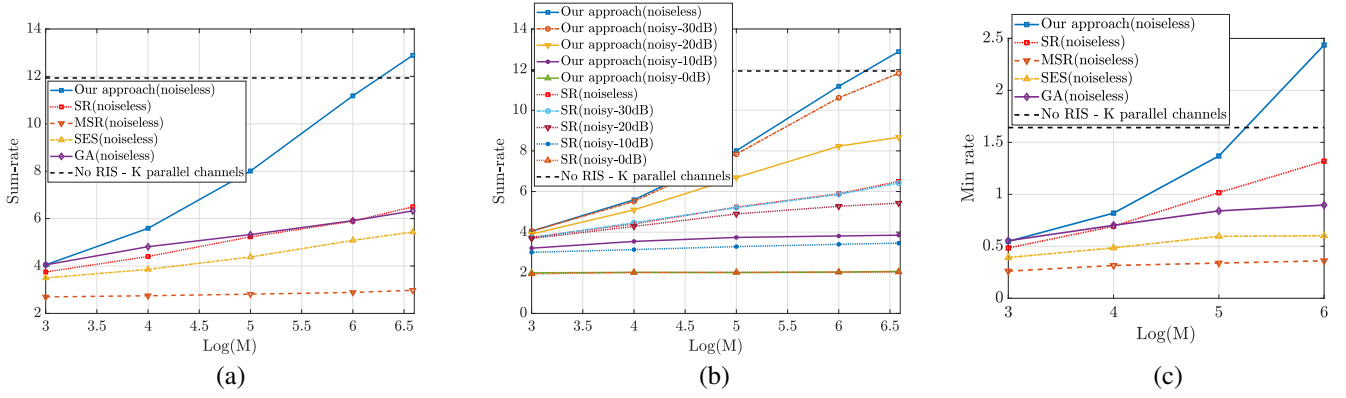 14
12
10
8
6
4
2
Sum-rate
Our approach(noiseless)
SR(noiseless)
MSR(noiseless)
SES(noiseless)
GA(noiseless)
No RIS - K parallel channels
3
3.5
4
4.5
5
5.5
6
6.5
Log(M)
(a)
Our approach(noiseless)
Our approach(noisy-30dB)
Our approach(noisy-20dB)
Our approach(noisy-10dB)
Our approach(noisy-0dB)
SR(noiseless)
SR(noisy-30dB)
SR(noisy-20dB)
SR(noisy-10dB)
SR(noisy-0dB)
No RIS - K parallel channels
14
12
10
8
6
4
2
0
Sum-rate
3
3.5
4
4.5
5
5.5
6
6.5
Log(M)
(b)
Our approach(noiseless)
SR(noiseless)
MSR(noiseless)
SES(noiseless)
GA(noiseless)
No RIS - K parallel channels
2.5
2
1.5
1
0.5
0
Min rate
3
4
5
6
Log(M)
(c)